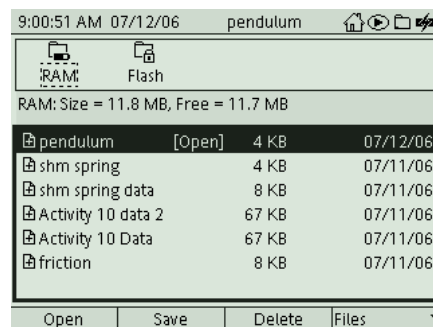 9:00:51 AM 07/12/06 pendulum
RAM Flash
RAM: Size = 11.8 MB, Free = 11.7 MB
pendulum [Open] 4 KB 07/12/06
shm spring 4 KB 07/11/06
shm spring data 8 KB 07/11/06
Activity 10 data 2 67 KB 07/11/06
Activity 10 Data 67 KB 07/11/06
friction 8 KB 07/11/06
Open Save Delete Files